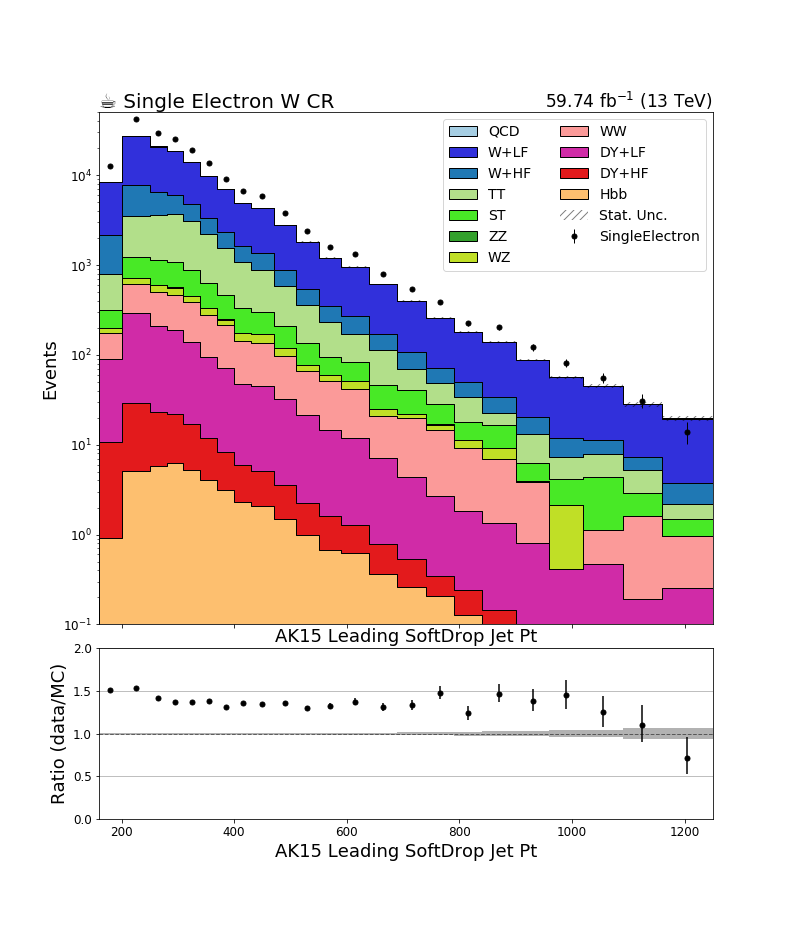 ☕ Single Electron W CR
59.74 fb⁻¹ (13 TeV)
QCD
W+LF
W+HF
TT
ST
ZZ
WZ
WW
DY+LF
DY+HF
Hbb
Stat. Unc.
SingleElectron
Events
10⁴
10³
10²
10¹
10⁰
10⁻¹
AK15 Leading SoftDrop Jet Pt
Ratio (data/MC)
2.0
1.5
1.0
0.5
0.0
200 400 600 800 1000 1200
AK15 Leading SoftDrop Jet Pt